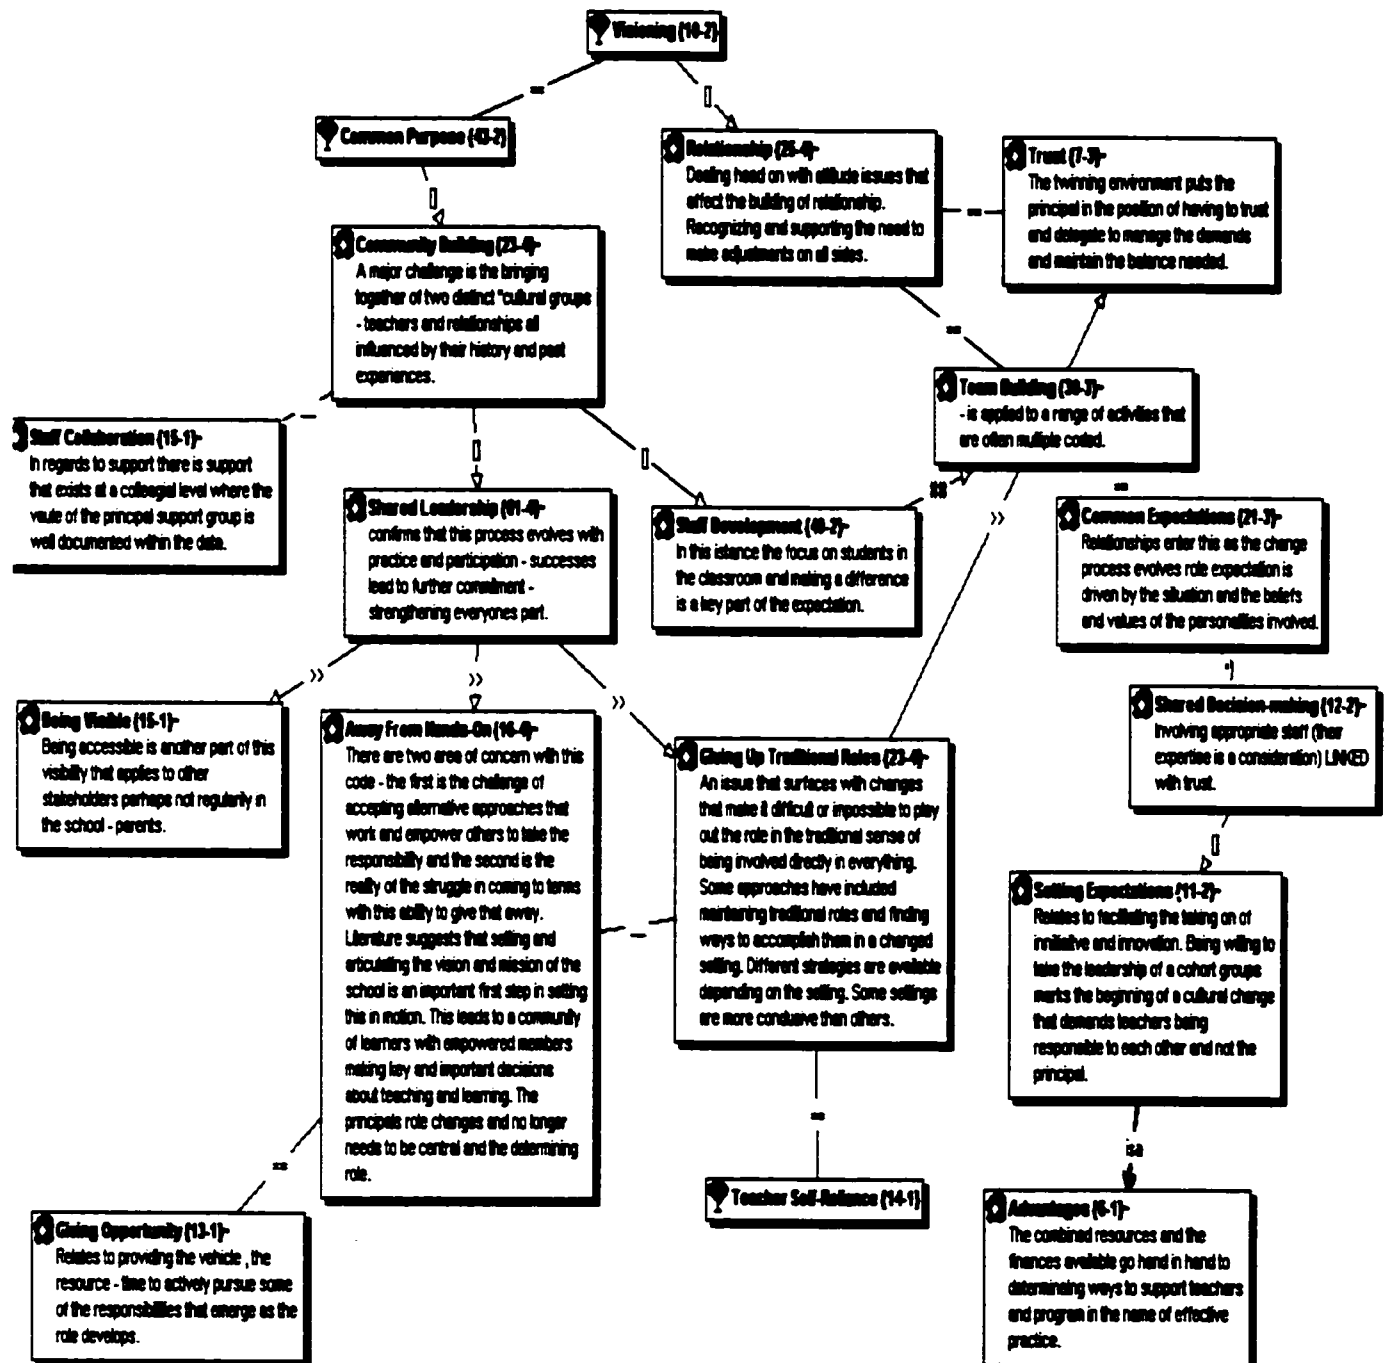 Visioning {10-2}
==
[]
Common Purpose {43-2}
[]
Relationship {25-4}~
Dealing head on with attitude issues that
affect the building of relationship.
Recognizing and supporting the need to
make adjustments on all sides.
==
Trust {7-3}~
The twinning environment puts the
principal in the position of having to trust
and delegate to manage the demands
and maintain the balance needed.
Community Building {23-4}~
A major challenge is the bringing
together of two distinct "cultural groups
- teachers and relationships all
influenced by their history and past
experiences.
==
Team Building {30-3}~
- is applied to a range of activities that
are often multiple coded.
Staff Collaboration {15-1}~
In regards to support there is support
that exists at a collegial level where the
vaule of the principal support group is
well documented within the data.
[]
[]
Shared Leadership
confirms that this process evolves with
practice and participation - successes
lead to further commitment -
strengthening everyones part.
Staff Development
In this istance the focus on students in
the classroom and making a difference
is a key part of the expectation.
==
>>
==
Common Expectations {21-3}~
Relationships enter this as the change
process evolves role expectation is
driven by the situation and the beliefs
and values of the personalities involved.
>>
>>
>>
Being Visible {15-1}~
Being accessible is another part of this
visibility that applies to other
stakeholders perhaps not regularly in
the school - parents.
Away From Hands-On
There are two area of concern with this
code - the first is the challenge of
accepting alternative approaches that
work and empower others to take the
responsibility and the second is the
reality of the struggle in coming to terms
with this ability to give that away.
Literature suggests that setting and
articulating the vision and mission of the
school is an important first step in setting
this in motion. This leads to a community
of learners with empowered members
making key and important decisions
about teaching and learning. The
principals role changes and no longer
needs to be central and the determining
role.
Giving Up Traditional Roles {23-4}~
An issue that surfaces with changes
that make it difficult or impossible to play
out the role in the traditional sense of
being involved directly in everything.
Some approaches have included
maintaining traditional roles and finding
ways to accomplish them in a changed
setting. Different strategies are available
depending on the setting. Some settings
are more conducive than others.
Shared Decision-making {12-2}~
Involving appropriate staff (their
expertise is a consideration) LINKED
with trust.
[]
Setting Expectations {11-2}~
Relates to facilitating the taking on of
initiative and innovation. Being willing to
take the leadership of a cohort groups
marks the beginning of a cultural change
that demands teachers being
responsible to each other and not the
principal.
==
==
isa
Teacher Self-Reliance {14-1}
Giving Opportunity {13-1}~
Relates to providing the vehicle , the
resource - time to actively pursue some
of the responsibilities that emerge as the
role develops.
Advantages {6-1}~
The combined resources and the
finances available go hand in hand to
determineing ways to support teachers
and program in the name of effective
practice.